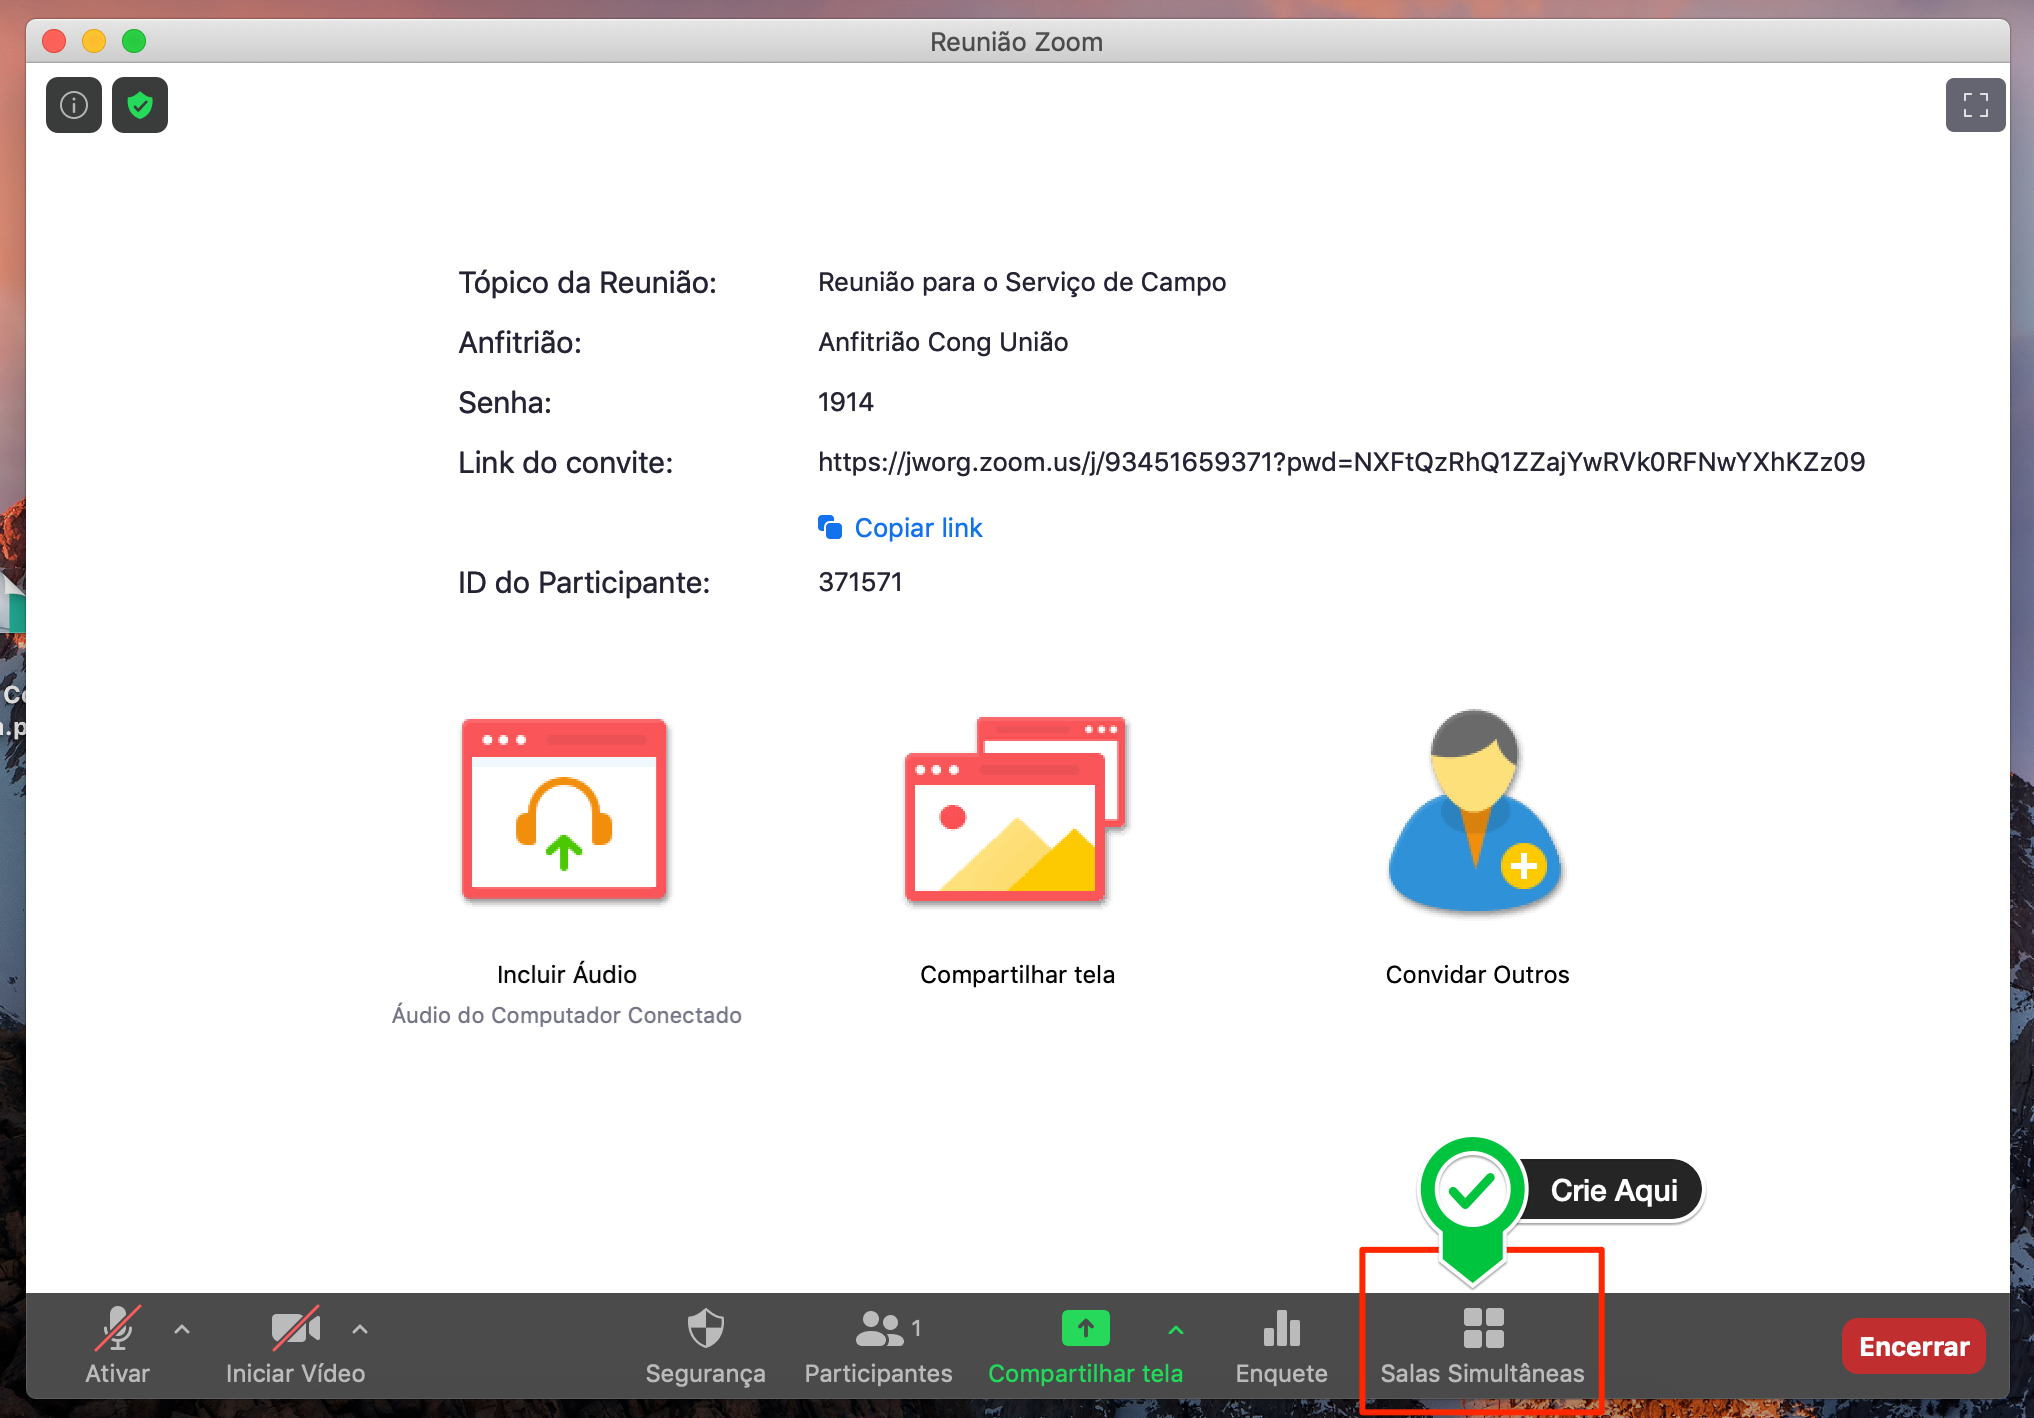 Reunião Zoom
Tópico da Reunião: Reunião para o Serviço de Campo
Anfitrião: Anfitrião Cong União
Senha: 1914
Link do convite: https://jworg.zoom.us/j/93451659371?pwd=NXFtQzRhQ1ZZajYwRVk0RFNwYXhKZz09
Copiar link
ID do Participante: 371571
Incluir Áudio
Áudio do Computador Conectado
Compartilhar tela
Convidar Outros
Crie Aqui
Ativar
Iniciar Vídeo
Segurança
1
Participantes
Compartilhar tela
Enquete
Salas Simultâneas
Encerrar